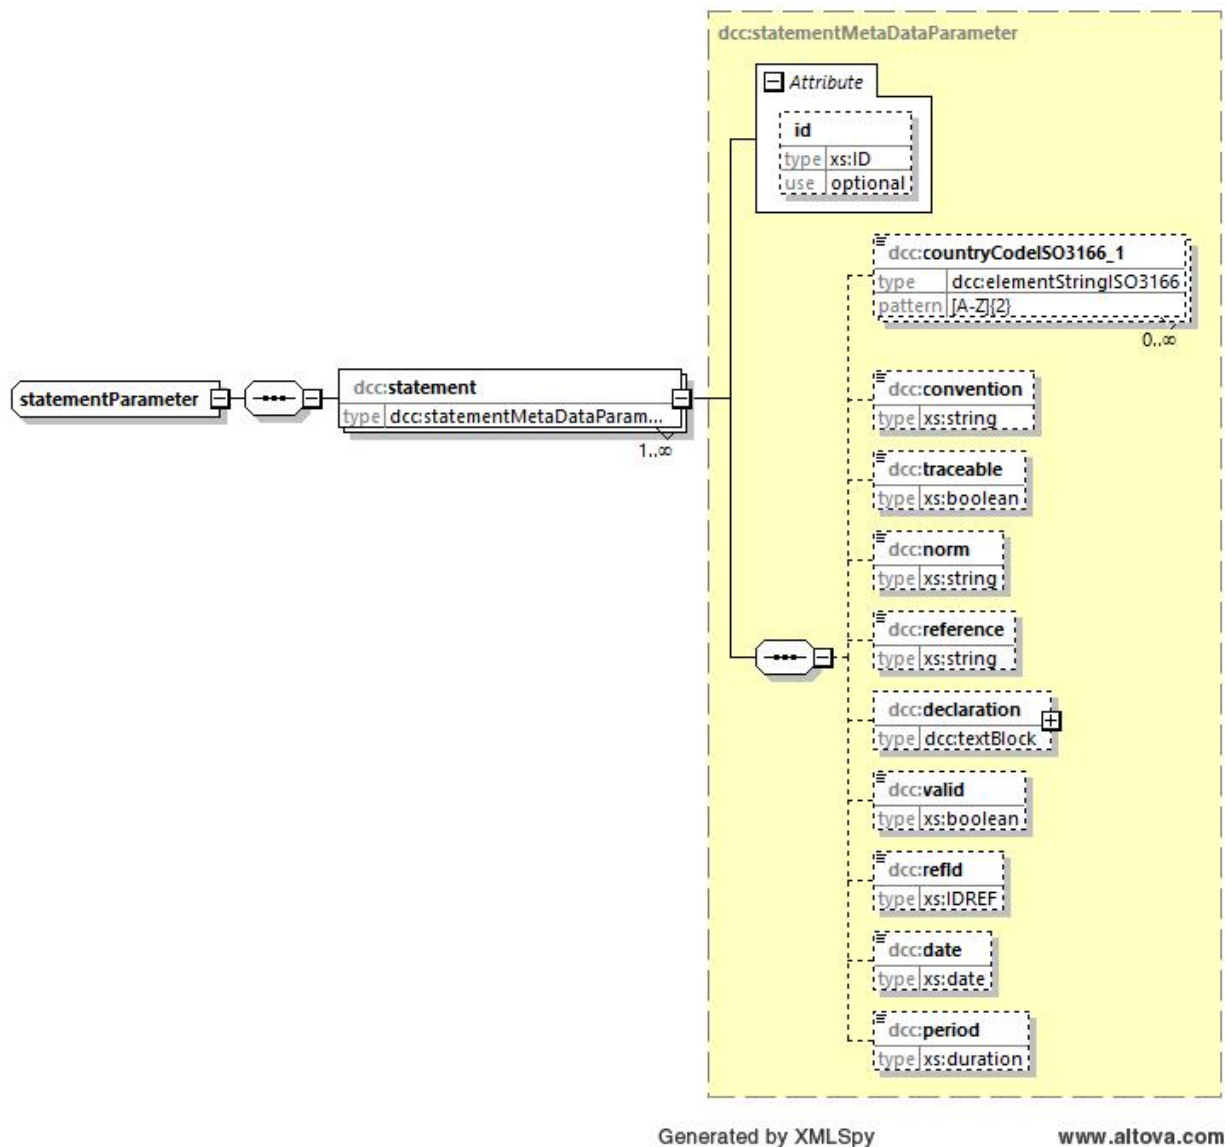 dcc:statementMetaDataParameter
Attribute
id
type xs:ID
use optional
dcc:countryCodeISO3166_1
type dcc:elementStringISO3166
pattern [A-Z]{2}
0..∞
statementParameter
dcc:statement
type dcc:statementMetaDataParam...
1..∞
dcc:convention
type xs:string
dcc:traceable
type xs:boolean
dcc:norm
type xs:string
dcc:reference
type xs:string
dcc:declaration
type dcc:textBlock
dcc:valid
type xs:boolean
dcc:refId
type xs:IDREF
dcc:date
type xs:date
dcc:period
type xs:duration
Generated by XMLSpy www.altova.com